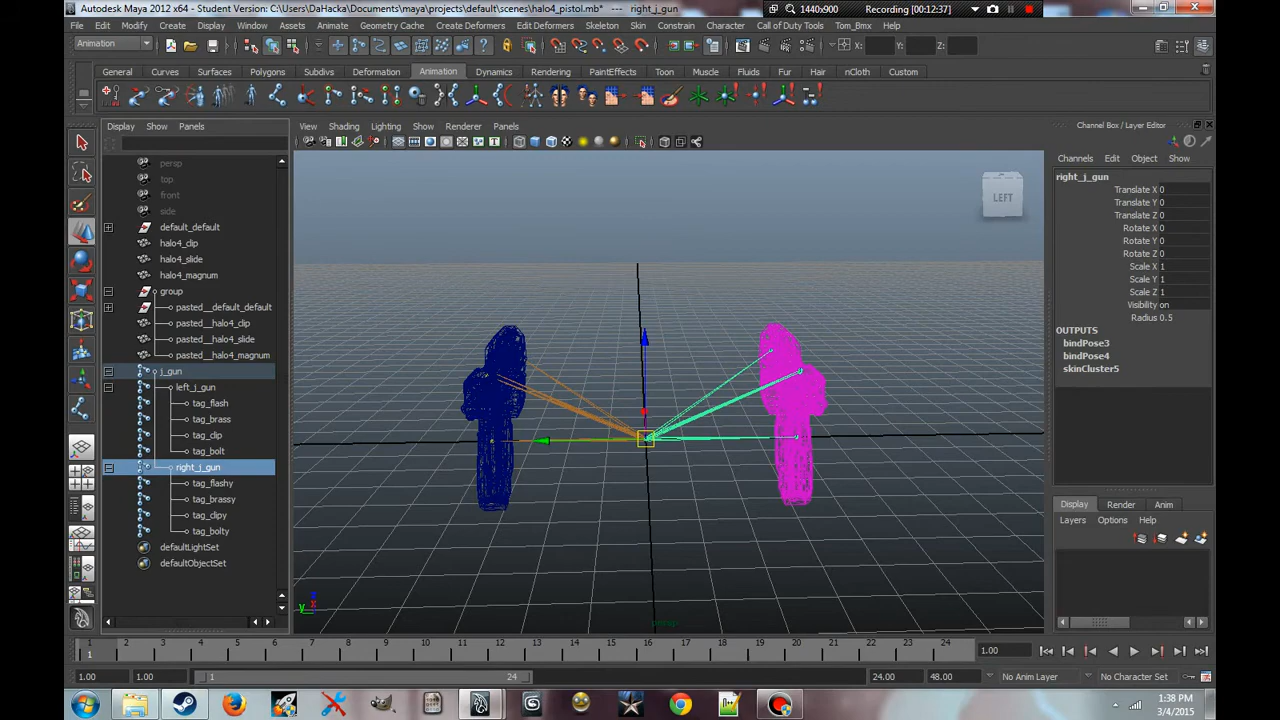 Autodesk Maya 2012 x64 - Student Version: C:\Users\DaHacka\Documents\maya\projects\default\scenes\halo4_pistol.mb* --- right_j_gun
1440x900 Recording [00:12:37]
File Edit Modify Create Display Window Assets Animate Geometry Cache Create Deformers Edit Deformers Skeleton Skin Constrain Character Call of Duty Tools Tom_Bmx Help
Animation X: Y: Z:
General Curves Surfaces Polygons Subdivs Deformation Animation Dynamics Rendering PaintEffects Toon Muscle Fluids Fur Hair nCloth Custom
Display Show Panels
View Shading Lighting Show Renderer Panels
Channel Box / Layer Editor
Channels Edit Object Show
persp
top
front
side
default_default
halo4_clip
halo4_slide
halo4_magnum
group
pasted__default_default
pasted__halo4_clip
pasted__halo4_slide
pasted__halo4_magnum
j_gun
left_j_gun
tag_flash
tag_brass
tag_clip
tag_bolt
right_j_gun
tag_flashy
tag_brassy
tag_clipy
tag_bolty
defaultLightSet
defaultObjectSet
LEFT
y z x
persp
right_j_gun
Translate X 0
Translate Y 0
Translate Z 0
Rotate X 0
Rotate Y 0
Rotate Z 0
Scale X 1
Scale Y 1
Scale Z 1
Visibility on
Radius 0.5
OUTPUTS
bindPose3
bindPose4
skinCluster5
Display Render Anim
Layers Options Help
1 2 3 4 5 6 7 8 9 10 11 12 13 14 15 16 17 18 19 20 21 22 23 24
1 1.00
1.00 1.00 1 24 24.00 48.00 No Anim Layer No Character Set
1:38 PM
3/4/2015